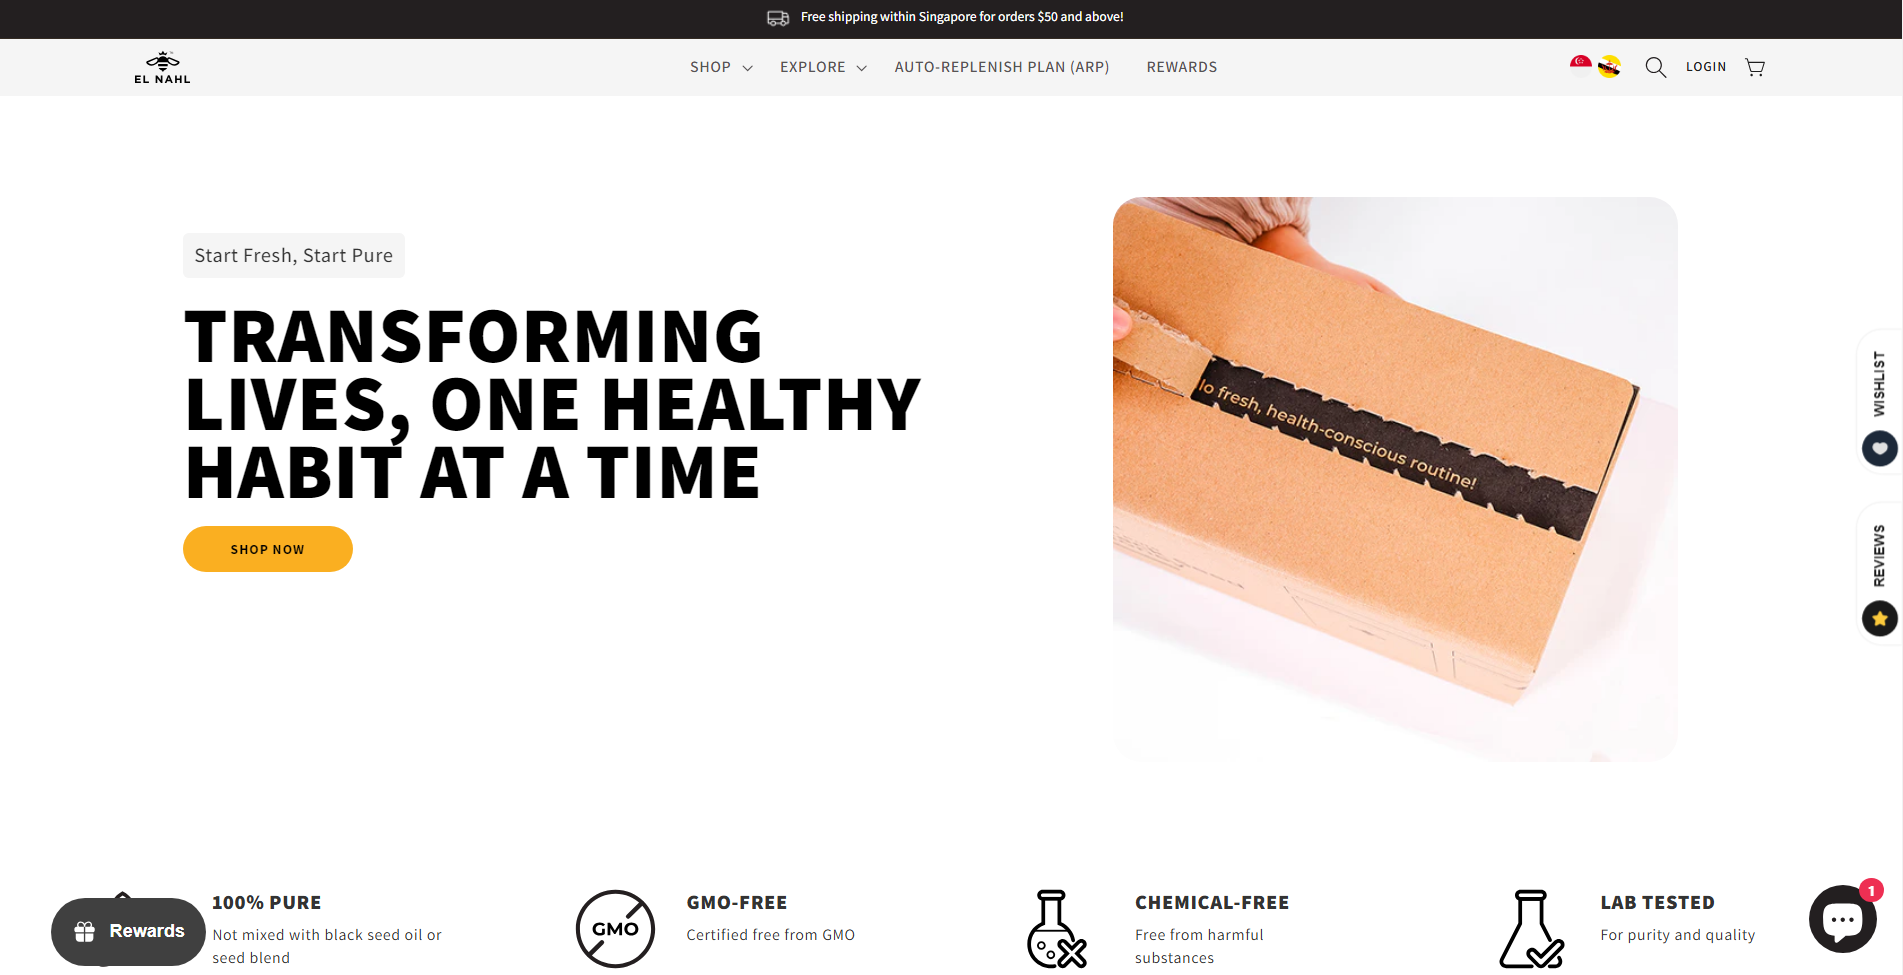 Free shipping within Singapore for orders $50 and above!
EL NAHL
SHOP
EXPLORE
AUTO-REPLENISH PLAN (ARP)
REWARDS
LOGIN
Start Fresh, Start Pure
TRANSFORMING
LIVES, ONE HEALTHY
HABIT AT A TIME
SHOP NOW
lo fresh, health-conscious routine!
WISHLIST
REVIEWS
Rewards
100% PURE
Not mixed with black seed oil or
seed blend
GMO
GMO-FREE
Certified free from GMO
CHEMICAL-FREE
Free from harmful
substances
LAB TESTED
For purity and quality
1